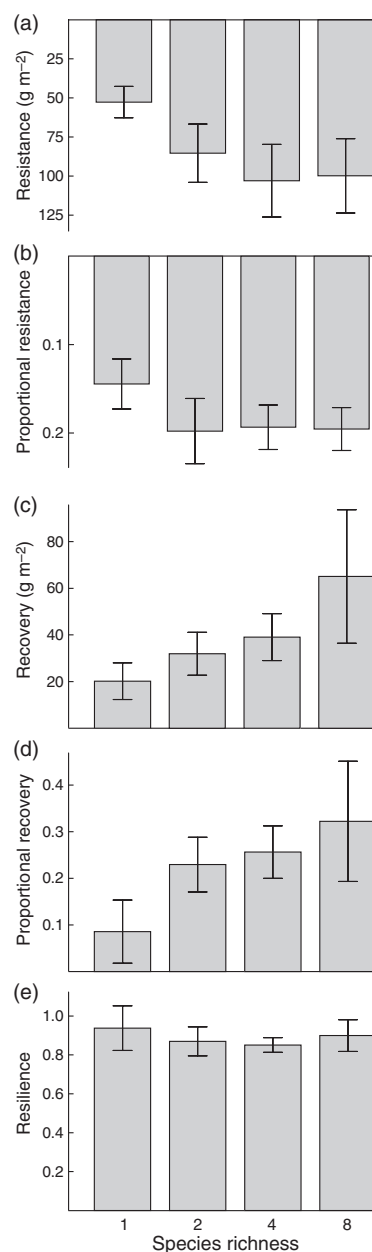 (a)
Resistance (g m⁻²)
25
50
75
100
125
(b)
Proportional resistance
0.1
0.2
(c)
Recovery (g m⁻²)
80
60
40
20
(d)
Proportional recovery
0.4
0.3
0.2
0.1
(e)
Resilience
1.0
0.8
0.6
0.4
0.2
1 2 4 8
Species richness